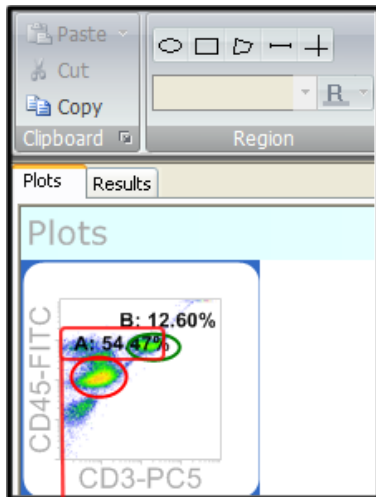 Paste
Cut
Copy
Clipboard
R
Region
Plots
Results
Plots
B: 12.60%
A: 54.47%
CD45-FITC
CD3-PC5